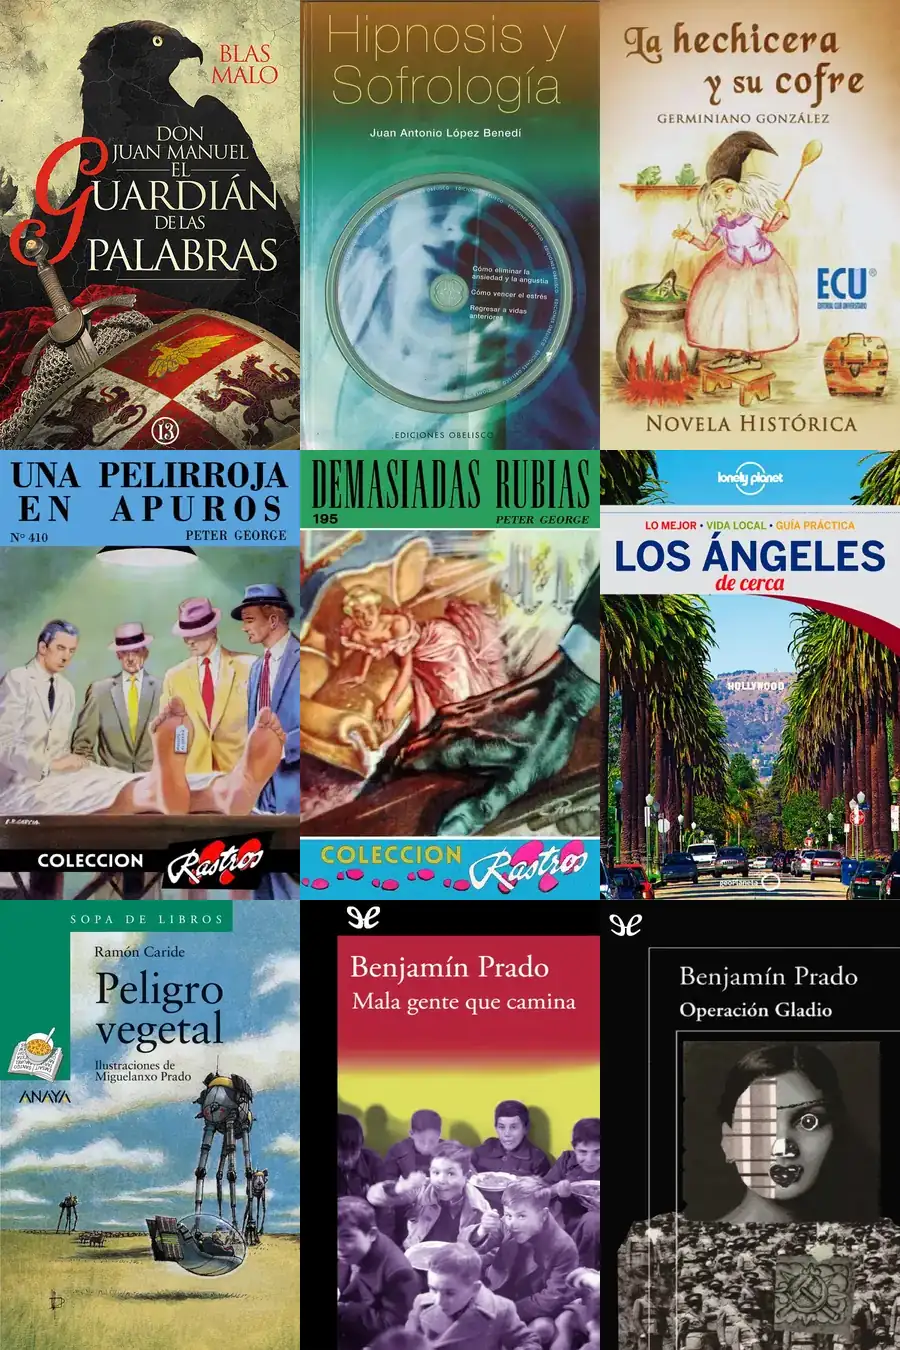 BLAS
MALO
DON
JUAN MANUEL
EL
GUARDIÁN
DE LAS
PALABRAS
13
Hipnosis y
Sofrología
Juan Antonio López Benedí
Cómo eliminar la
ansiedad y la angustia
Cómo vencer el estrés
Regresar a vidas
anteriores
EDICIONES OBELISCO
La hechicera
y su cofre
GERMINIANO GONZÁLEZ
ECU®
EDITORIAL CLUB UNIVERSITARIO
NOVELA HISTÓRICA
UNA PELIRROJA
EN APUROS
Nº 410
PETER GEORGE
COLECCION
Rastros
DEMASIADAS RUBIAS
195
PETER GEORGE
COLECCION
Rastros
lonely planet
LO MEJOR • VIDA LOCAL • GUÍA PRÁCTICA
LOS ÁNGELES
de cerca
HOLLYWOOD
geoPlaneta
SOPA DE LIBROS
Ramón Caride
Peligro
vegetal
Ilustraciones de
Miguelanxo Prado
ANAYA
Benjamín Prado
Mala gente que camina
Benjamín Prado
Operación Gladio